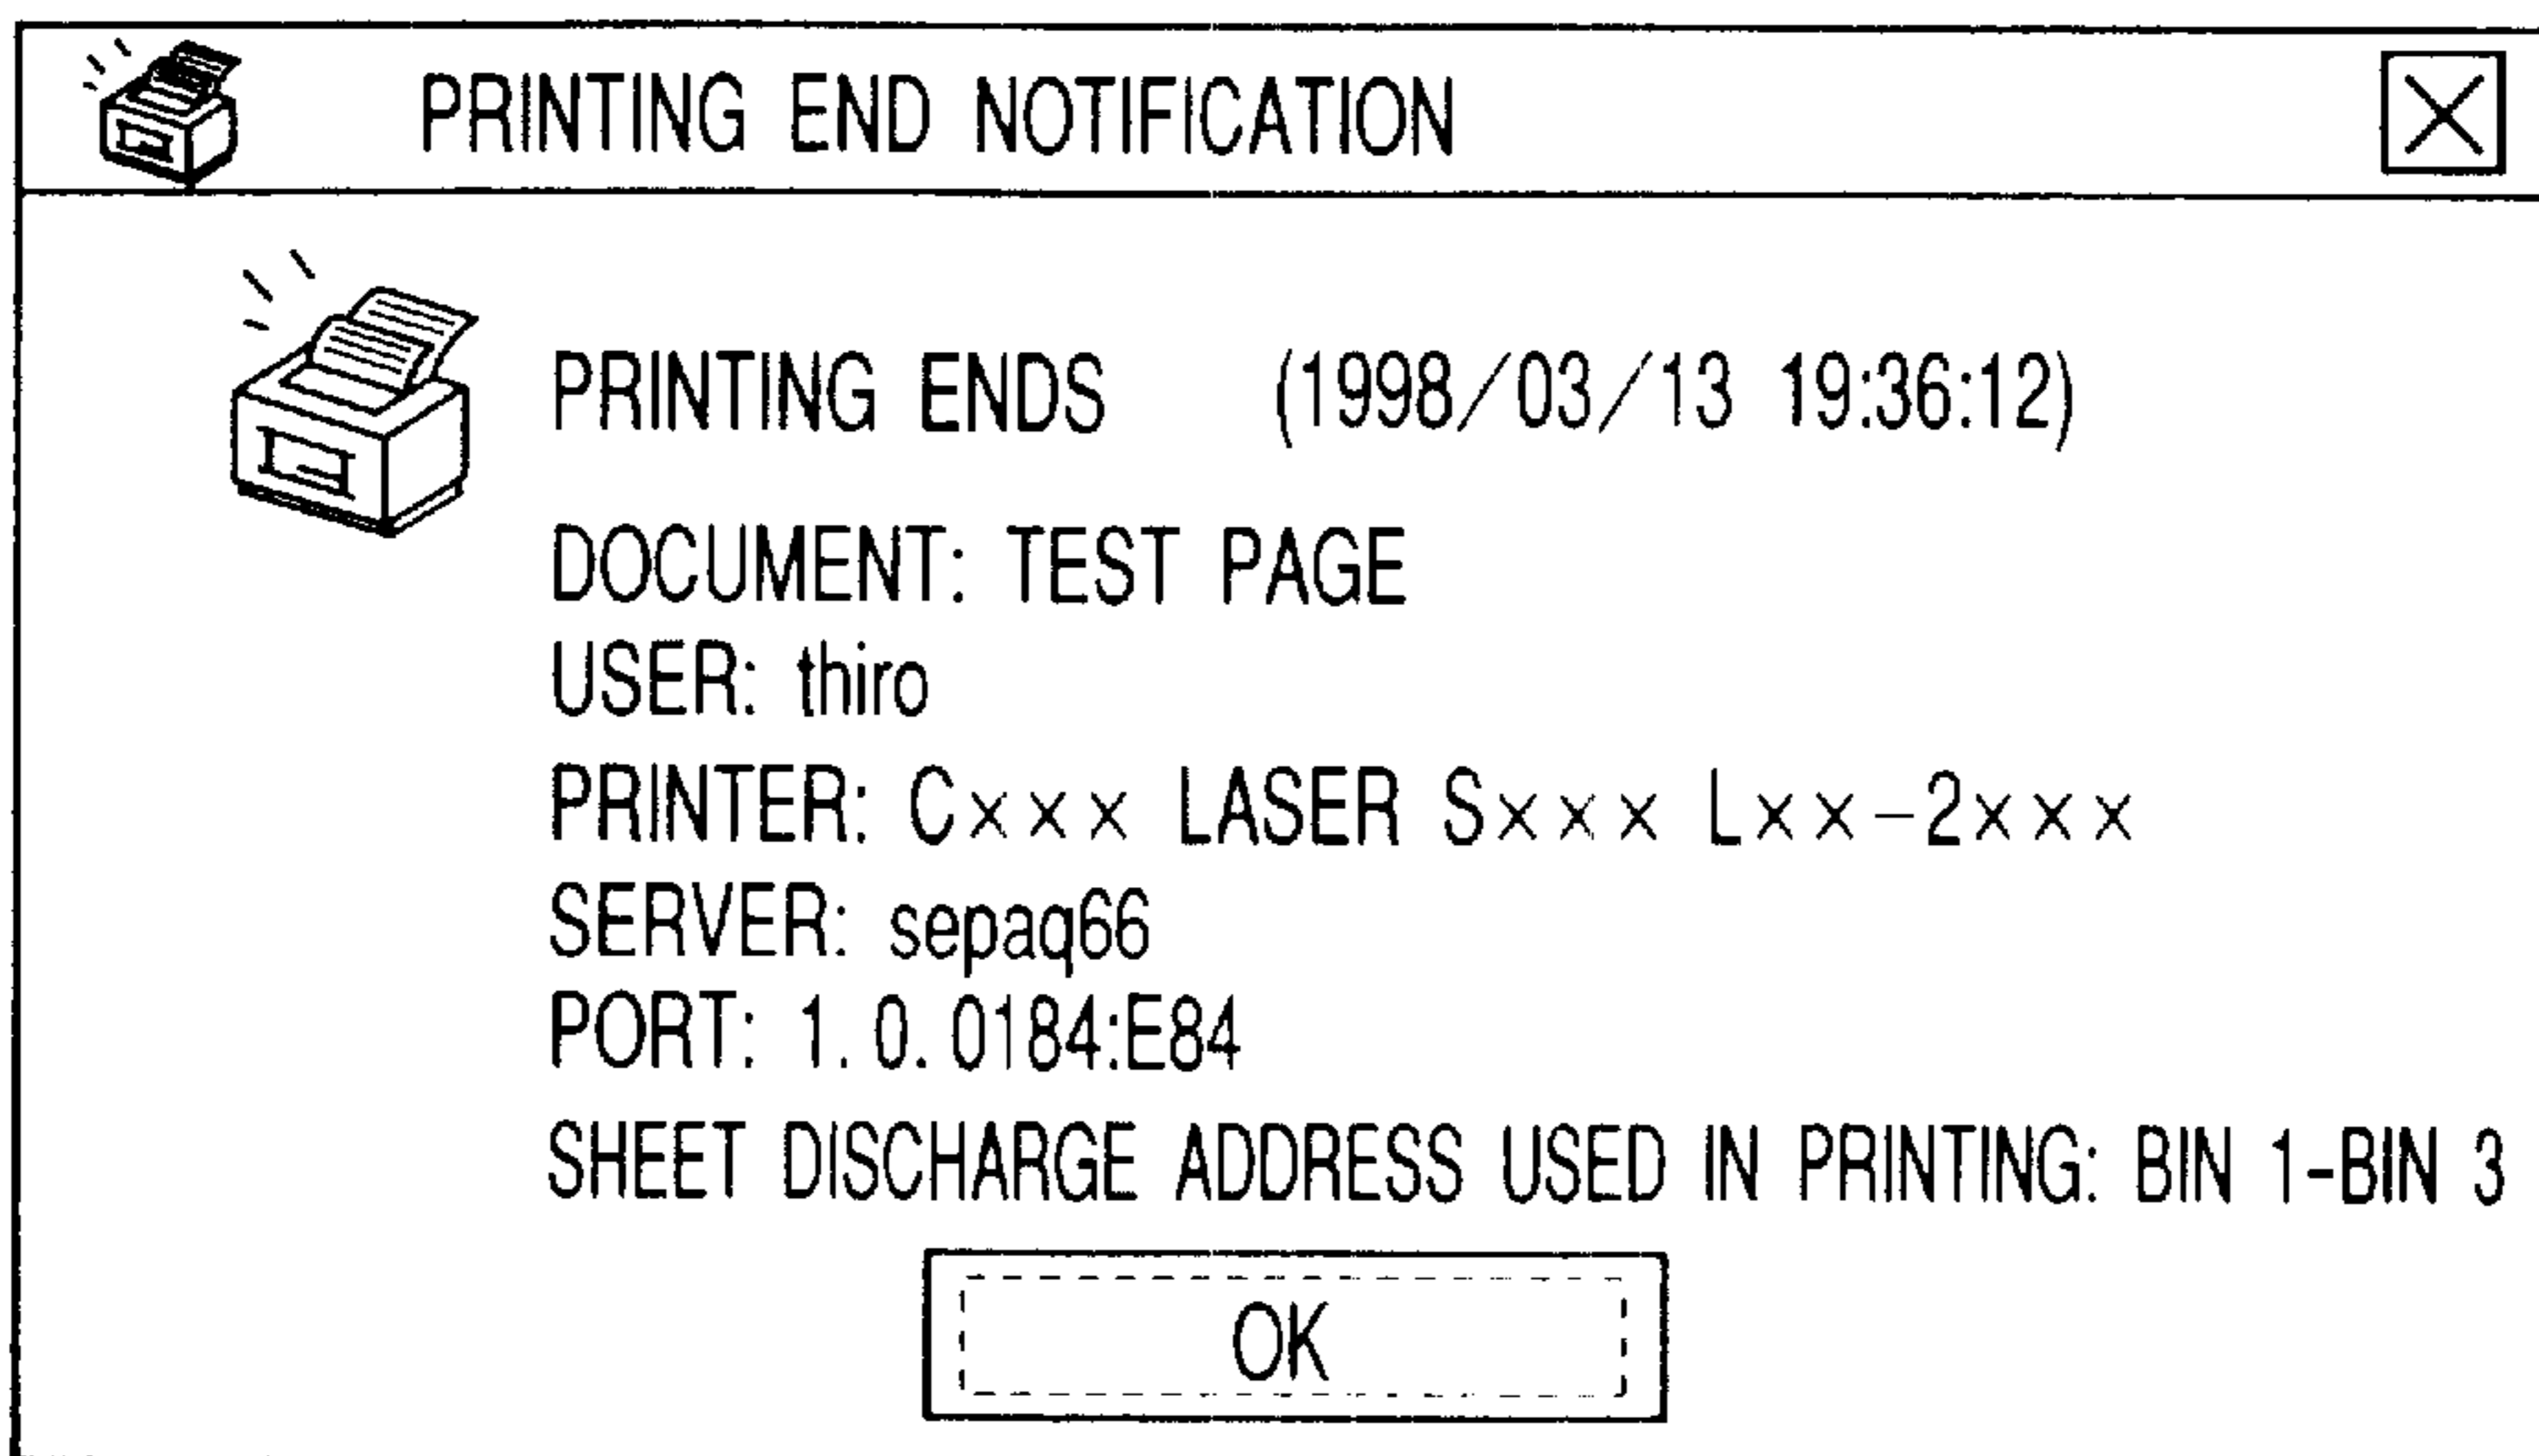 PRINTING END NOTIFICATION
PRINTING ENDS (1998/03/13 19:36:12)
DOCUMENT: TEST PAGE
USER: thiro
PRINTER: C××× LASER S××× L××-2×××
SERVER: sepaq66
PORT: 1. 0. 0184:E84
SHEET DISCHARGE ADDRESS USED IN PRINTING: BIN 1-BIN 3
OK